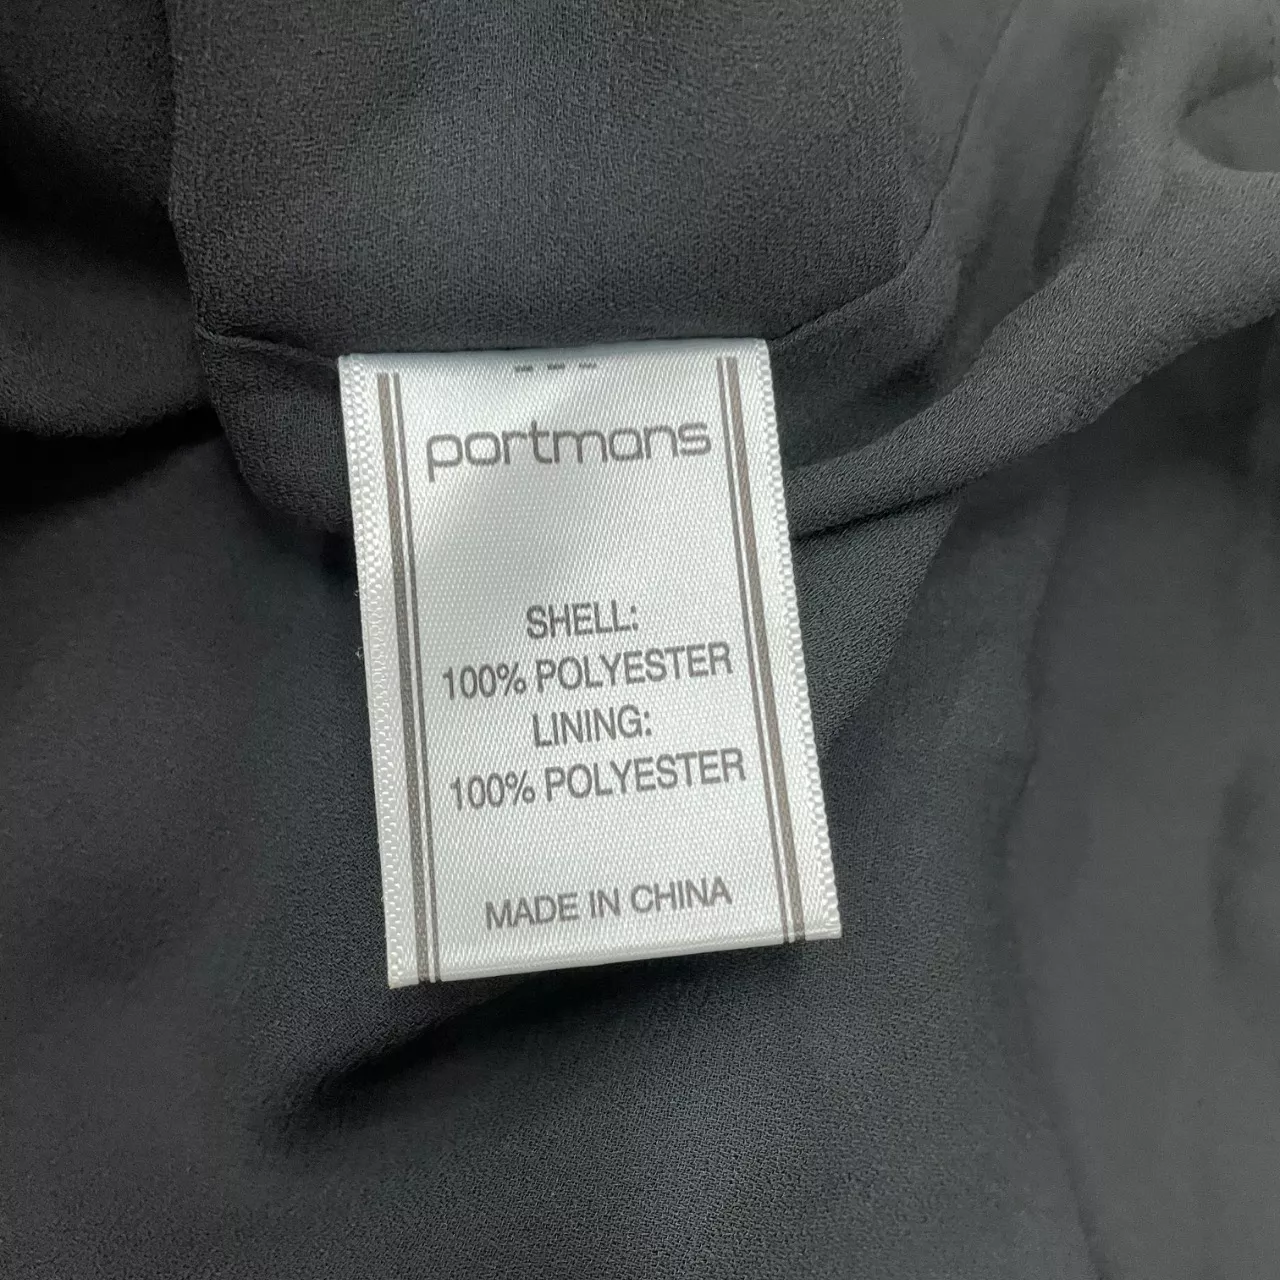 portmans
SHELL:
100% POLYESTER
LINING:
100% POLYESTER
MADE IN CHINA